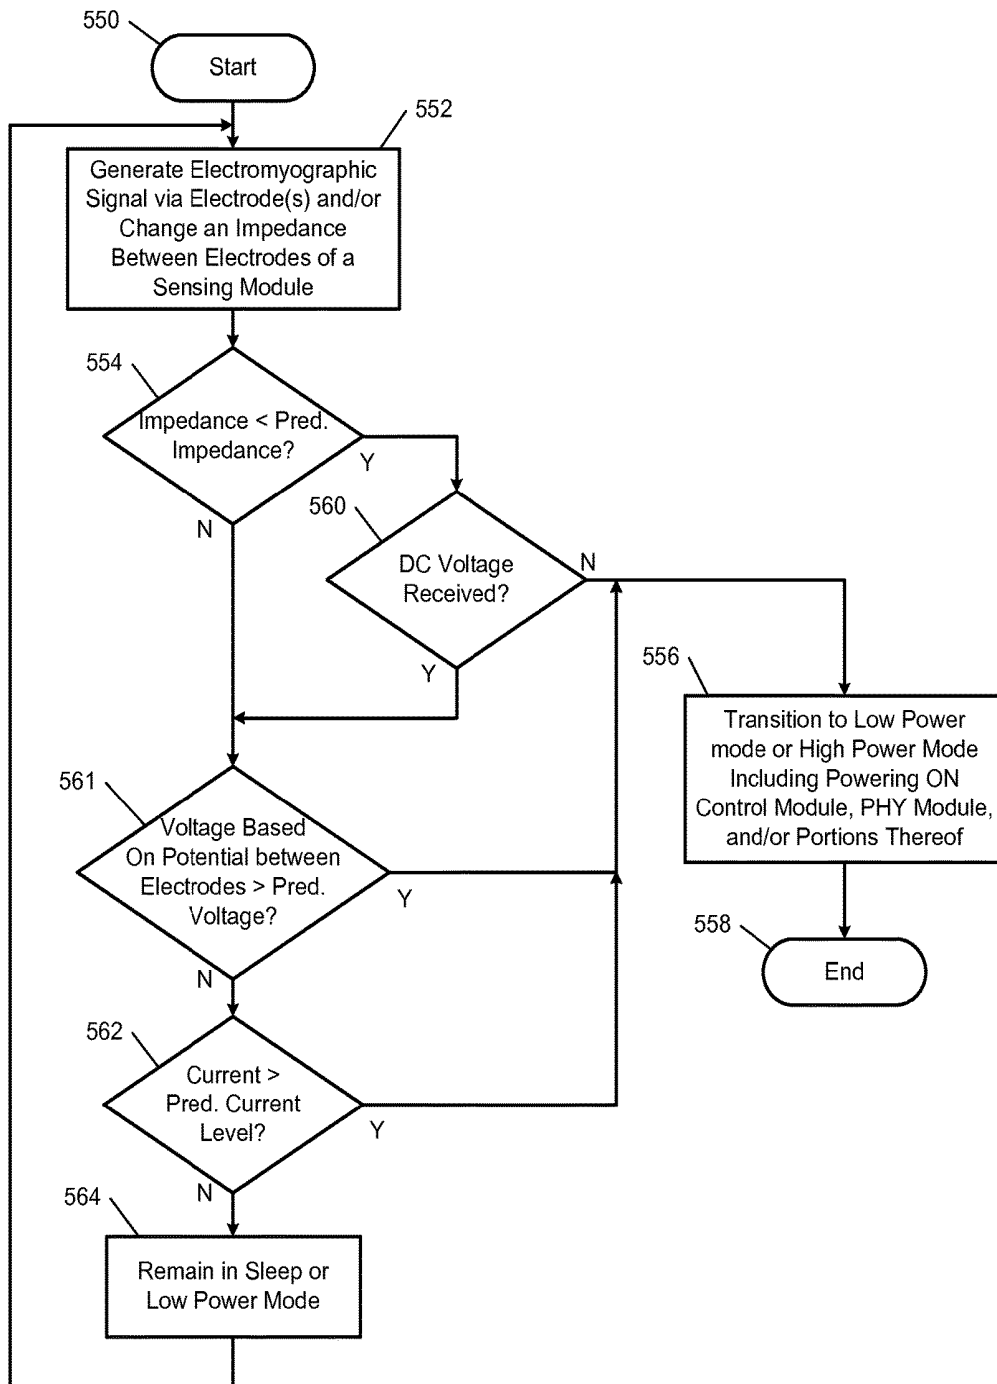 550
Start
552
Generate Electromyographic
Signal via Electrode(s) and/or
Change an Impedance
Between Electrodes of a
Sensing Module
554
Impedance < Pred.
Impedance?
Y
N
560
DC Voltage
Received?
N
Y
556
Transition to Low Power
mode or High Power Mode
Including Powering ON
Control Module, PHY Module,
and/or Portions Thereof
561
Voltage Based
On Potential between
Electrodes > Pred.
Voltage?
Y
N
558
End
562
Current >
Pred. Current
Level?
Y
N
564
Remain in Sleep or
Low Power Mode